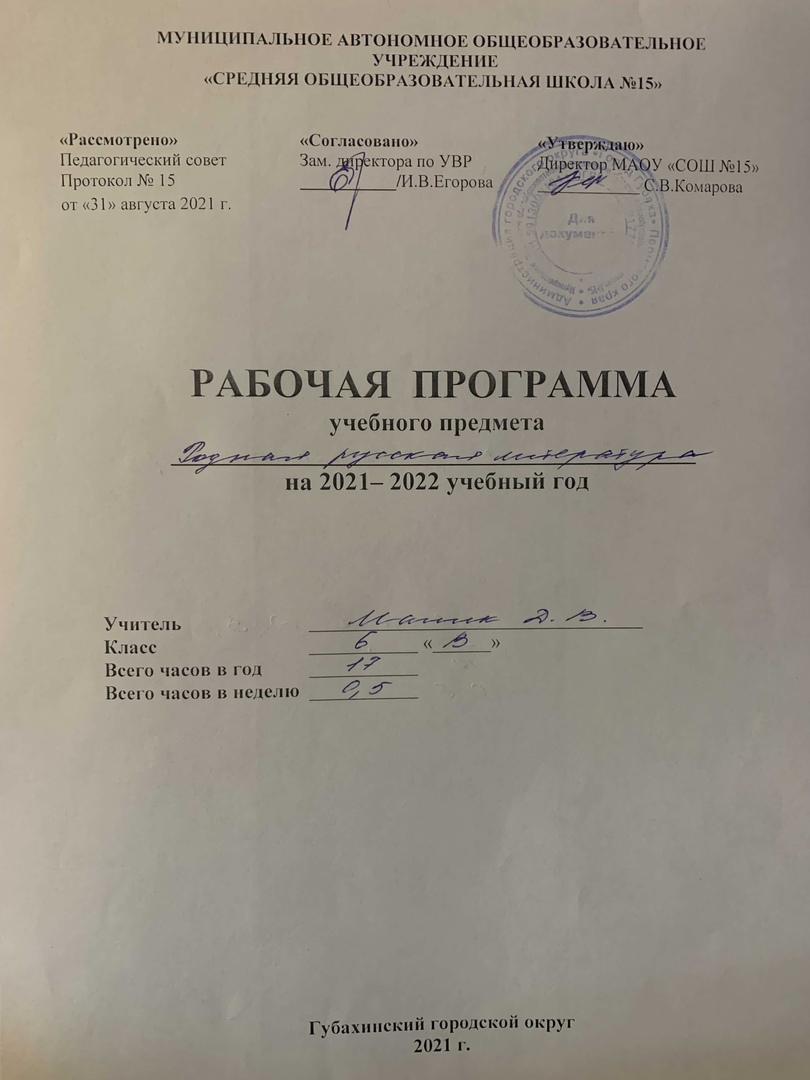 МУНИЦИПАЛЬНОЕ АВТОНОМНОЕ ОБЩЕОБРАЗОВАТЕЛЬНОЕ
УЧРЕЖДЕНИЕ
«СРЕДНЯЯ ОБЩЕОБРАЗОВАТЕЛЬНАЯ ШКОЛА №15»
«Рассмотрено»
Педагогический совет
Протокол № 15
от «31» августа 2021 г.
«Согласовано»
Зам. директора по УВР
/И.В.Егорова
«Утверждаю»
Директор МАОУ «СОШ №15»
С.В.Комарова
Для
документов
РАБОЧАЯ ПРОГРАММА
учебного предмета
Родная русская литература
на 2021– 2022 учебный год
Учитель Д. В.
Класс 6 «В»
Всего часов в год 17
Всего часов в неделю 0,5
Губахинский городской округ
2021 г.